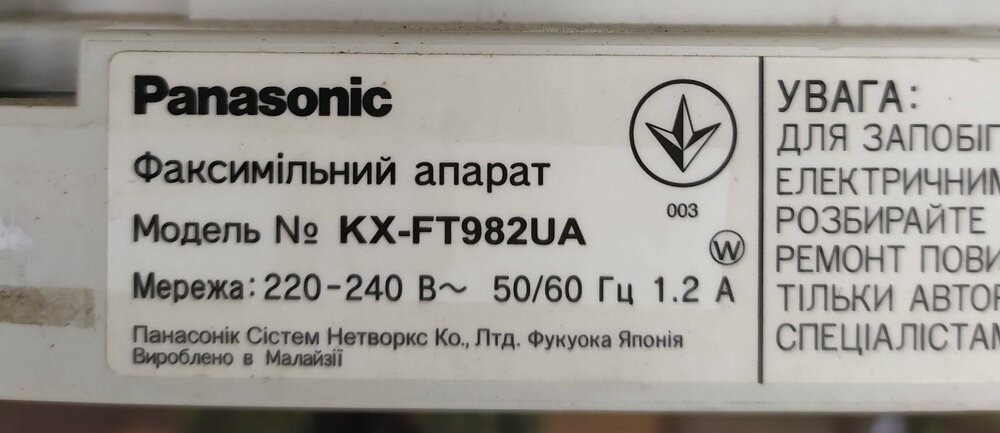 Panasonic
Факсимільний апарат
Модель № KX-FT982UA
Мережа: 220-240 В~ 50/60 Гц 1.2 А
Панасонік Сістем Нетворкс Ко., Лтд. Фукуока Японія
Вироблено в Малайзії
003
W
УВАГА:
ДЛЯ ЗАПОБІГ
ЕЛЕКТРИЧНИМ
РОЗБИРАЙТЕ
РЕМОНТ ПОВИ
ТІЛЬКИ АВТОР
СПЕЦІАЛІСТАМ